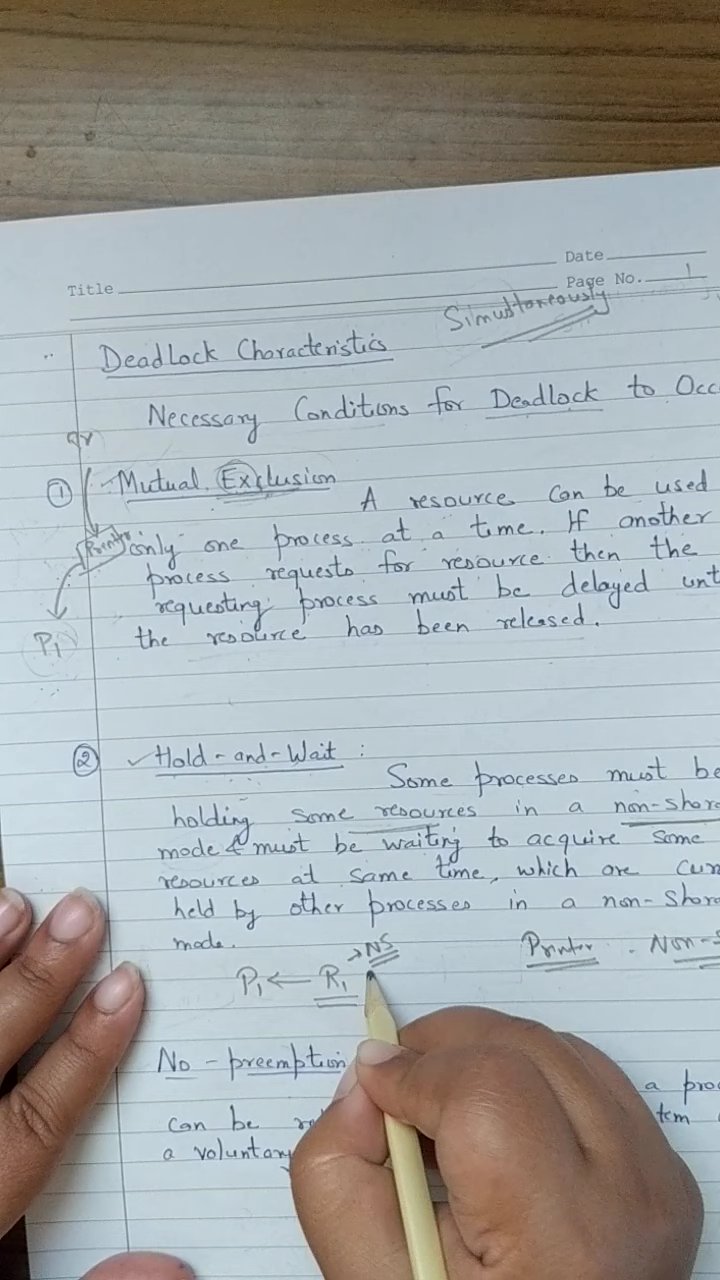 Date
Title
Page No. 1
Simultaneously
Deadlock Characteristics
Necessary Conditions for Deadlock to Occ
① Mutual Exclusion
A resource can be used
Printer only one process at a time. If another
process requests for resource then the
requesting process must be delayed unt
P₁ the resource has been released.
② ✓ Hold-and-Wait :
Some processes must be
holding some resources in a non-shar
mode & must be waiting to acquire some
resources at same time, which are cur
held by other processes in a non-shar
mode.
→ NS
Printer - Non-S
P₁ ← R₁
No-preemption
a pro
can be
tem
a voluntary